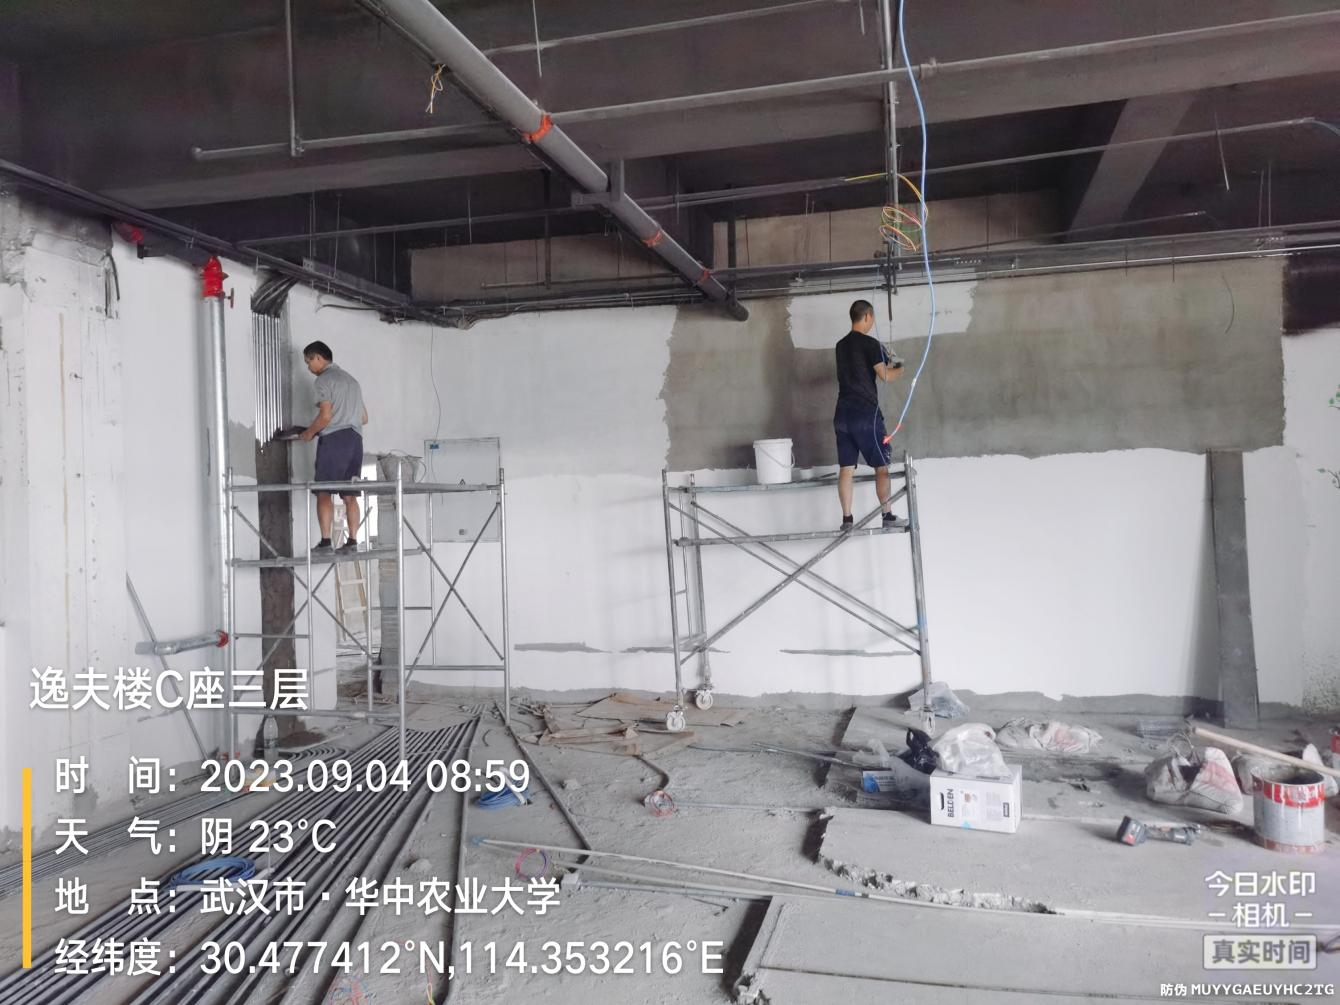 逸夫楼C座三层
时 间：2023.09.04 08:59
天 气：阴 23℃
地 点：武汉市·华中农业大学
经纬度：30.477412°N,114.353216°E
BELDEN
今日水印
相机
真实时间
防伪 MUYYGAEUYHC2TG